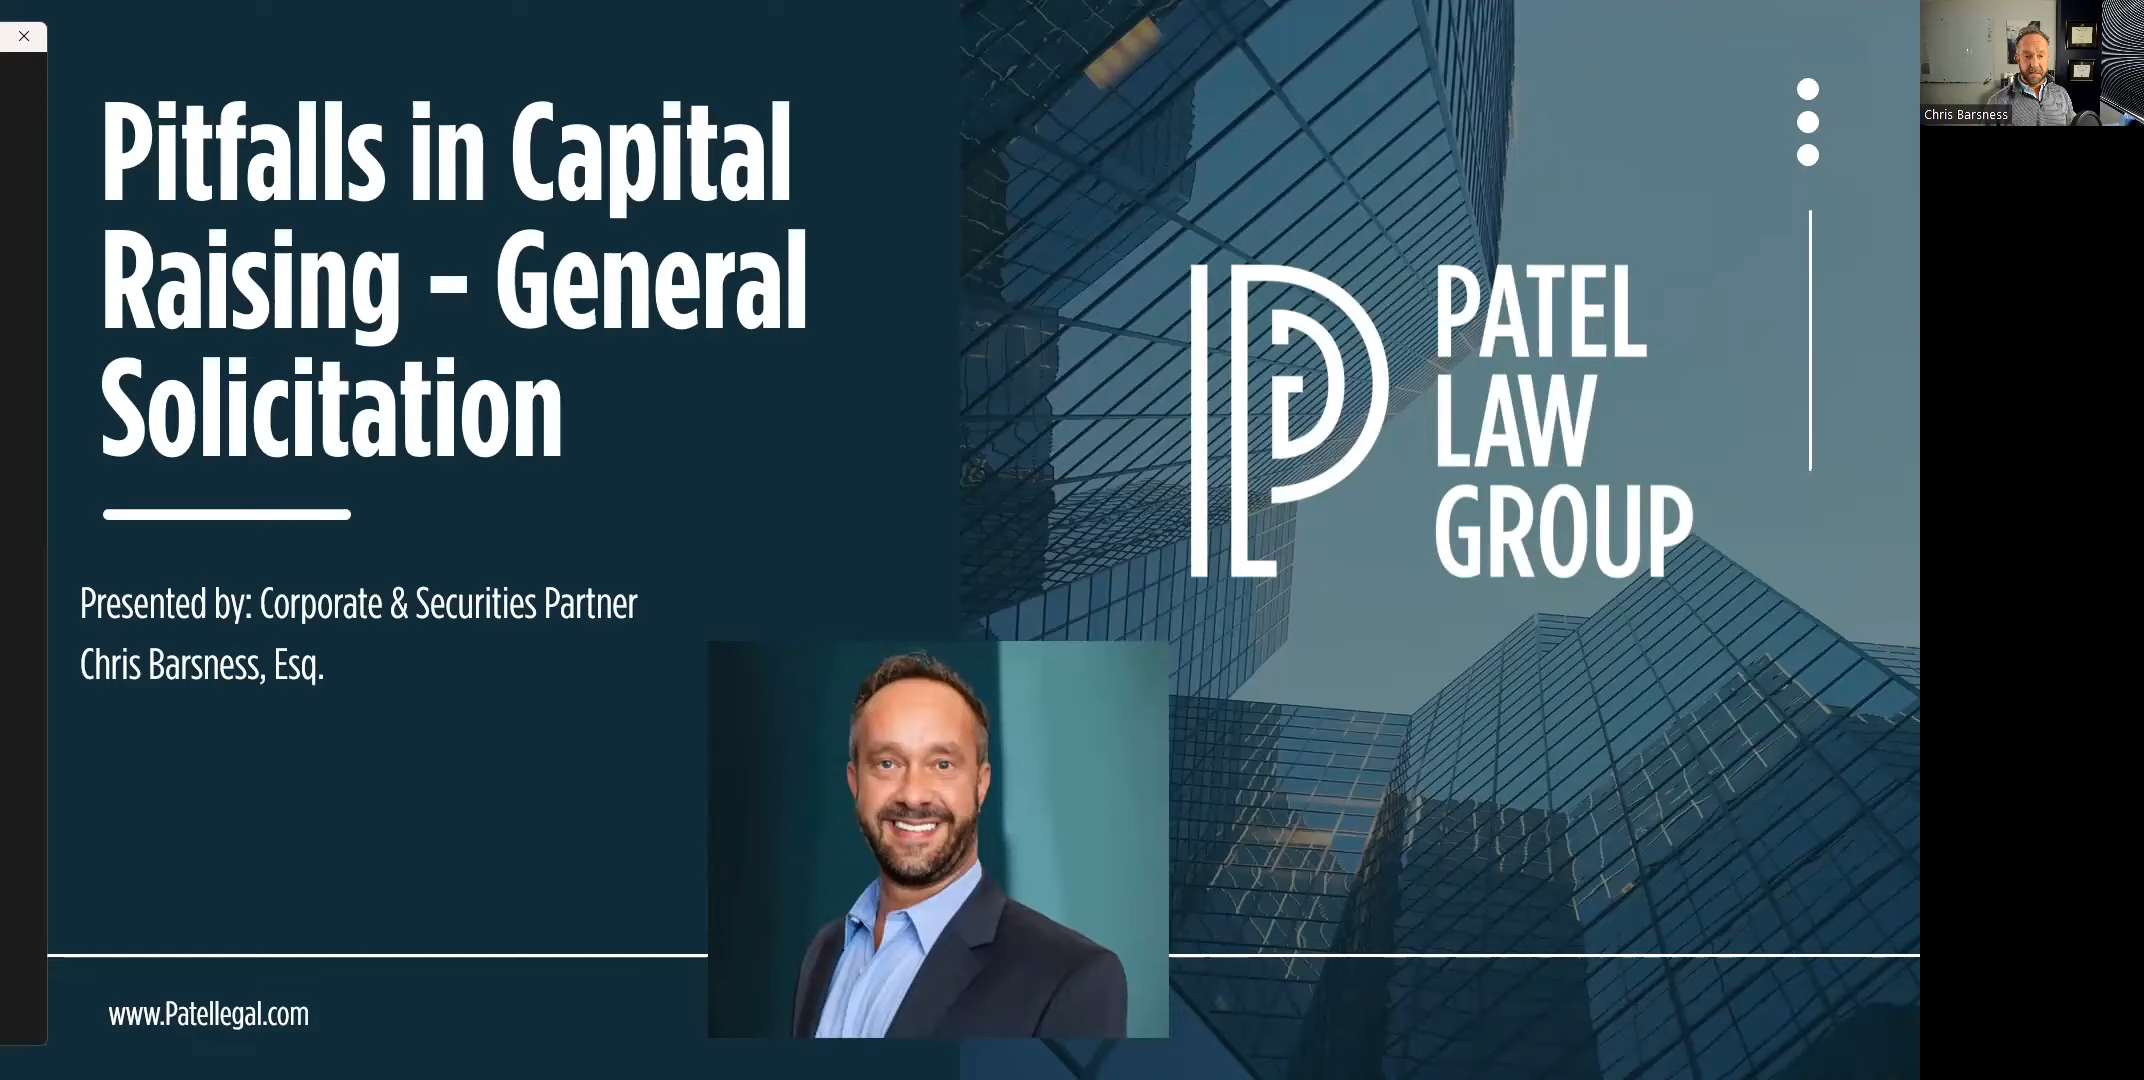 Pitfalls in Capital
Raising - General
Solicitation
Presented by: Corporate & Securities Partner
Chris Barsness, Esq.
www.Patellegal.com
PATEL
LAW
GROUP
Chris Barsness